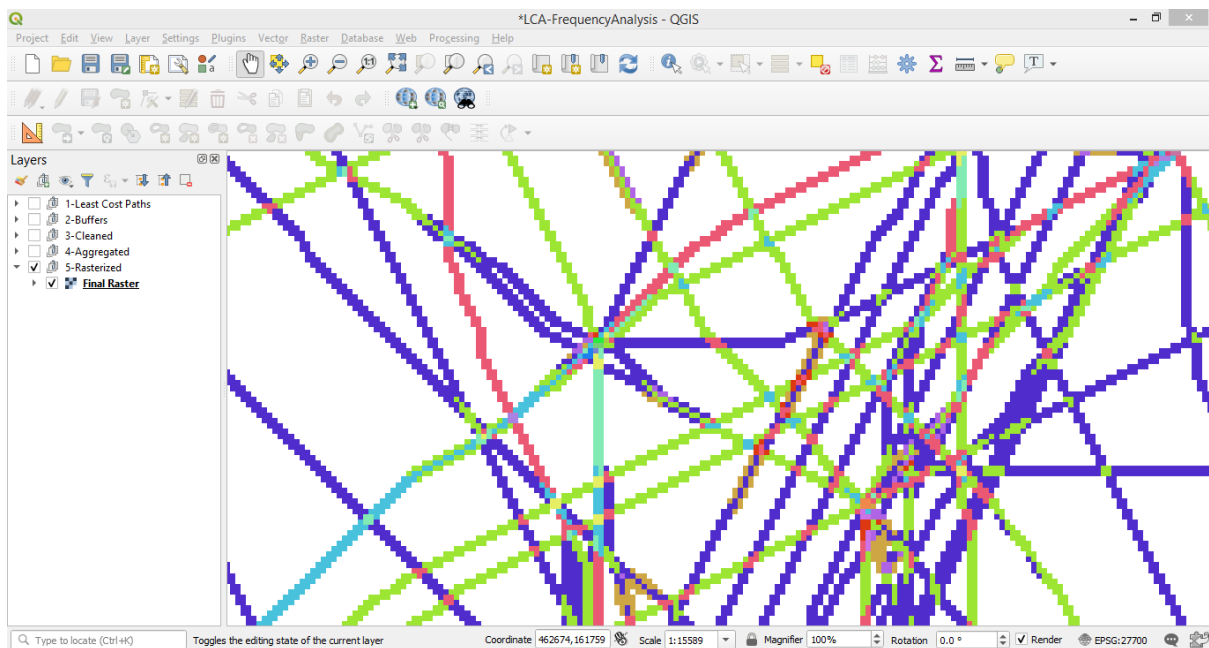 *LCA-FrequencyAnalysis - QGIS
Project Edit View Layer Settings Plugins Vector Raster Database Web Processing Help
1:1
Σ
T
Layers
1-Least Cost Paths
2-Buffers
3-Cleaned
4-Aggregated
5-Rasterized
Final Raster
Type to locate (Ctrl+K) Toggles the editing state of the current layer Coordinate 462674,161759 Scale 1:15589 Magnifier 100% Rotation 0.0 ° Render EPSG:27700